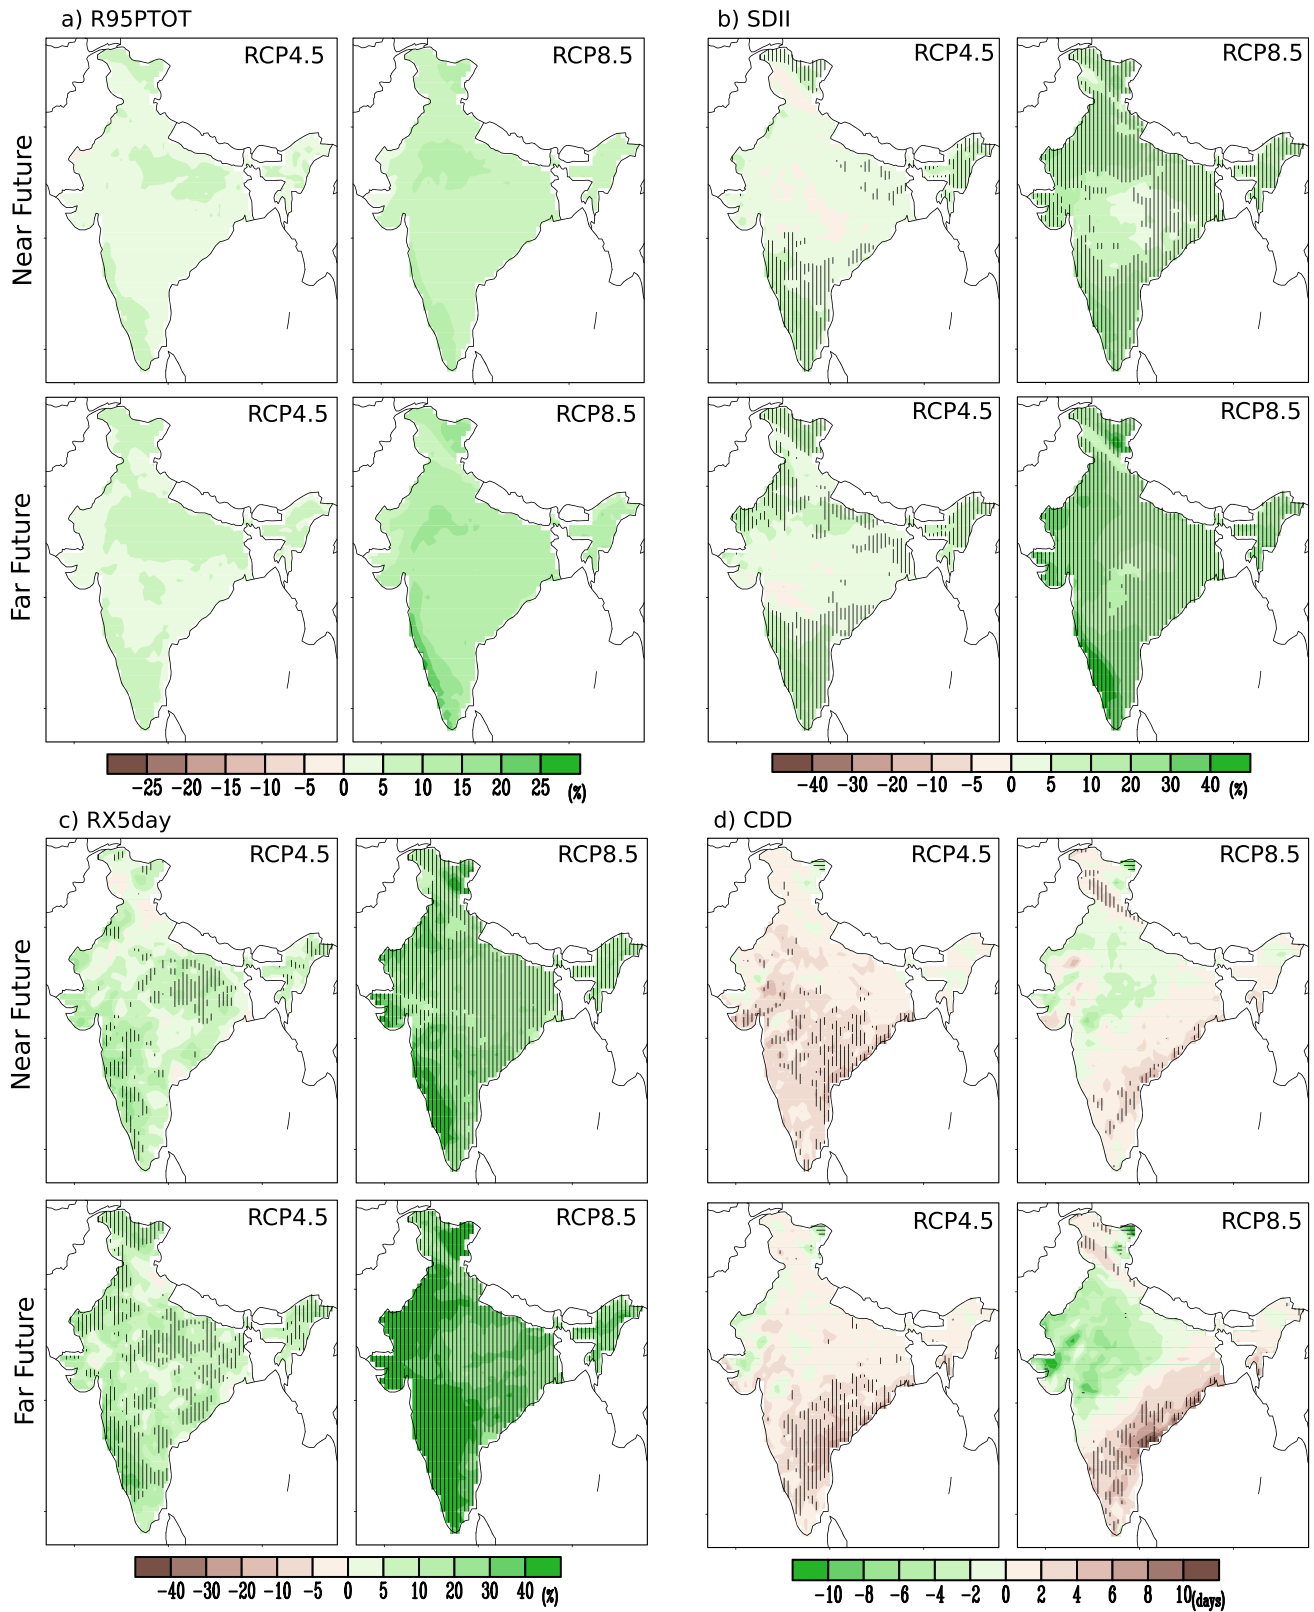 a) R95PTOT
b) SDII
RCP4.5
RCP8.5
RCP4.5
RCP8.5
Near Future
RCP4.5
RCP8.5
RCP4.5
RCP8.5
Far Future
-25 -20 -15 -10 -5 0 5 10 15 20 25 (%)
-40 -30 -20 -10 -5 0 5 10 20 30 40 (%)
c) RX5day
d) CDD
RCP4.5
RCP8.5
RCP4.5
RCP8.5
Near Future
RCP4.5
RCP8.5
RCP4.5
RCP8.5
Far Future
-40 -30 -20 -10 -5 0 5 10 20 30 40 (%)
-10 -8 -6 -4 -2 0 2 4 6 8 10 (days)